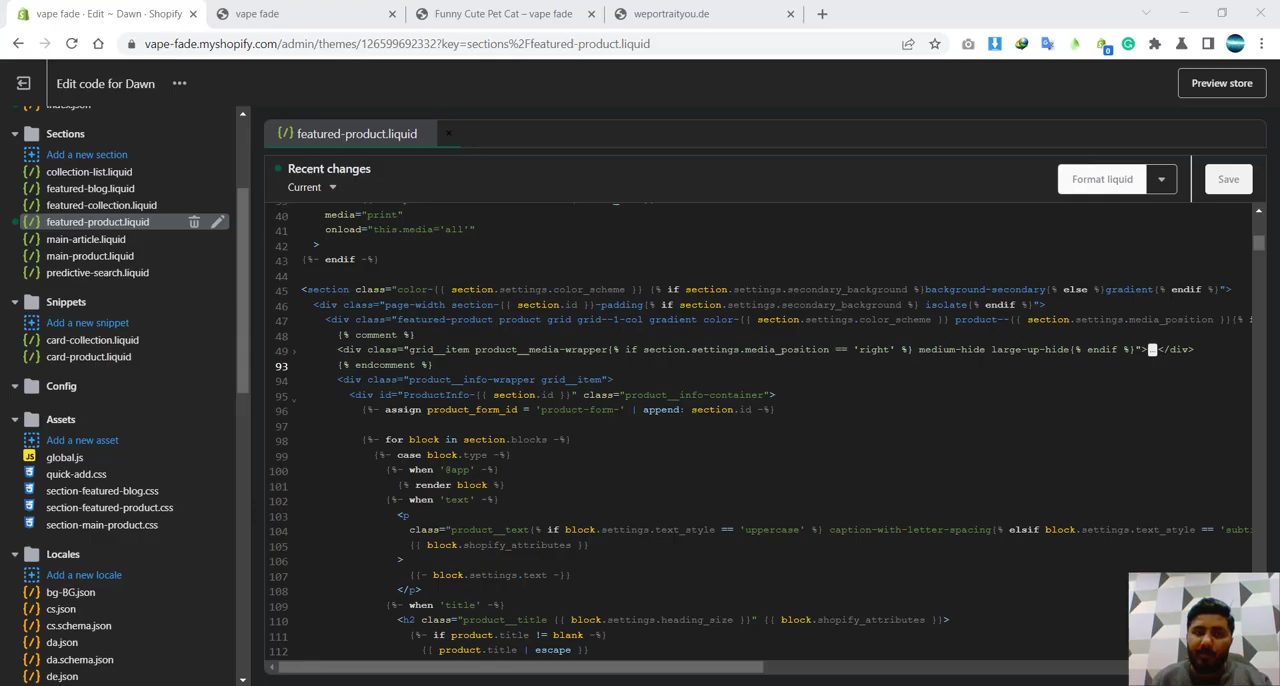 vape fade · Edit ~ Dawn · Shopify
vape fade
Funny Cute Pet Cat – vape fade
weportraityou.de
vape-fade.myshopify.com/admin/themes/126599692332?key=sections%2Ffeatured-product.liquid
Edit code for Dawn
Preview store
index.json
Sections
Add a new section
collection-list.liquid
featured-blog.liquid
featured-collection.liquid
featured-product.liquid
main-article.liquid
main-product.liquid
predictive-search.liquid
Snippets
Add a new snippet
card-collection.liquid
card-product.liquid
Config
Assets
Add a new asset
JS global.js
quick-add.css
section-featured-blog.css
section-featured-product.css
section-main-product.css
Locales
Add a new locale
bg-BG.json
cs.json
cs.schema.json
da.json
da.schema.json
de.json
{/} featured-product.liquid
Recent changes
Current
Format liquid
Save
40 media="print"
41 onload="this.media='all'"
42 >
43 {%- endif -%}
44
45 <section class="color-{{ section.settings.color_scheme }} {% if section.settings.secondary_background %}background-secondary{% else %}gradient{% endif %}">
46 <div class="page-width section-{{ section.id }}-padding{% if section.settings.secondary_background %} isolate{% endif %}">
47 <div class="featured-product product grid grid--1-col gradient color-{{ section.settings.color_scheme }} product--{{ section.settings.media_position }}{% i
48 {% comment %}
49 <div class="grid__item product__media-wrapper{% if section.settings.media_position == 'right' %} medium-hide large-up-hide{% endif %}">…</div>
93 {% endcomment %}
94 <div class="product__info-wrapper grid__item">
95 <div id="ProductInfo-{{ section.id }}" class="product__info-container">
96 {%- assign product_form_id = 'product-form-' | append: section.id -%}
97
98 {%- for block in section.blocks -%}
99 {%- case block.type -%}
100 {%- when '@app' -%}
101 {% render block %}
102 {%- when 'text' -%}
103 <p
104 class="product__text{% if block.settings.text_style == 'uppercase' %} caption-with-letter-spacing{% elsif block.settings.text_style == 'subt
105 {{ block.shopify_attributes }}
106 >
107 {{- block.settings.text -}}
108 </p>
109 {%- when 'title' -%}
110 <h2 class="product__title {{ block.settings.heading_size }}" {{ block.shopify_attributes }}>
111 {%- if product.title != blank -%}
112 {{ product.title | escape }}